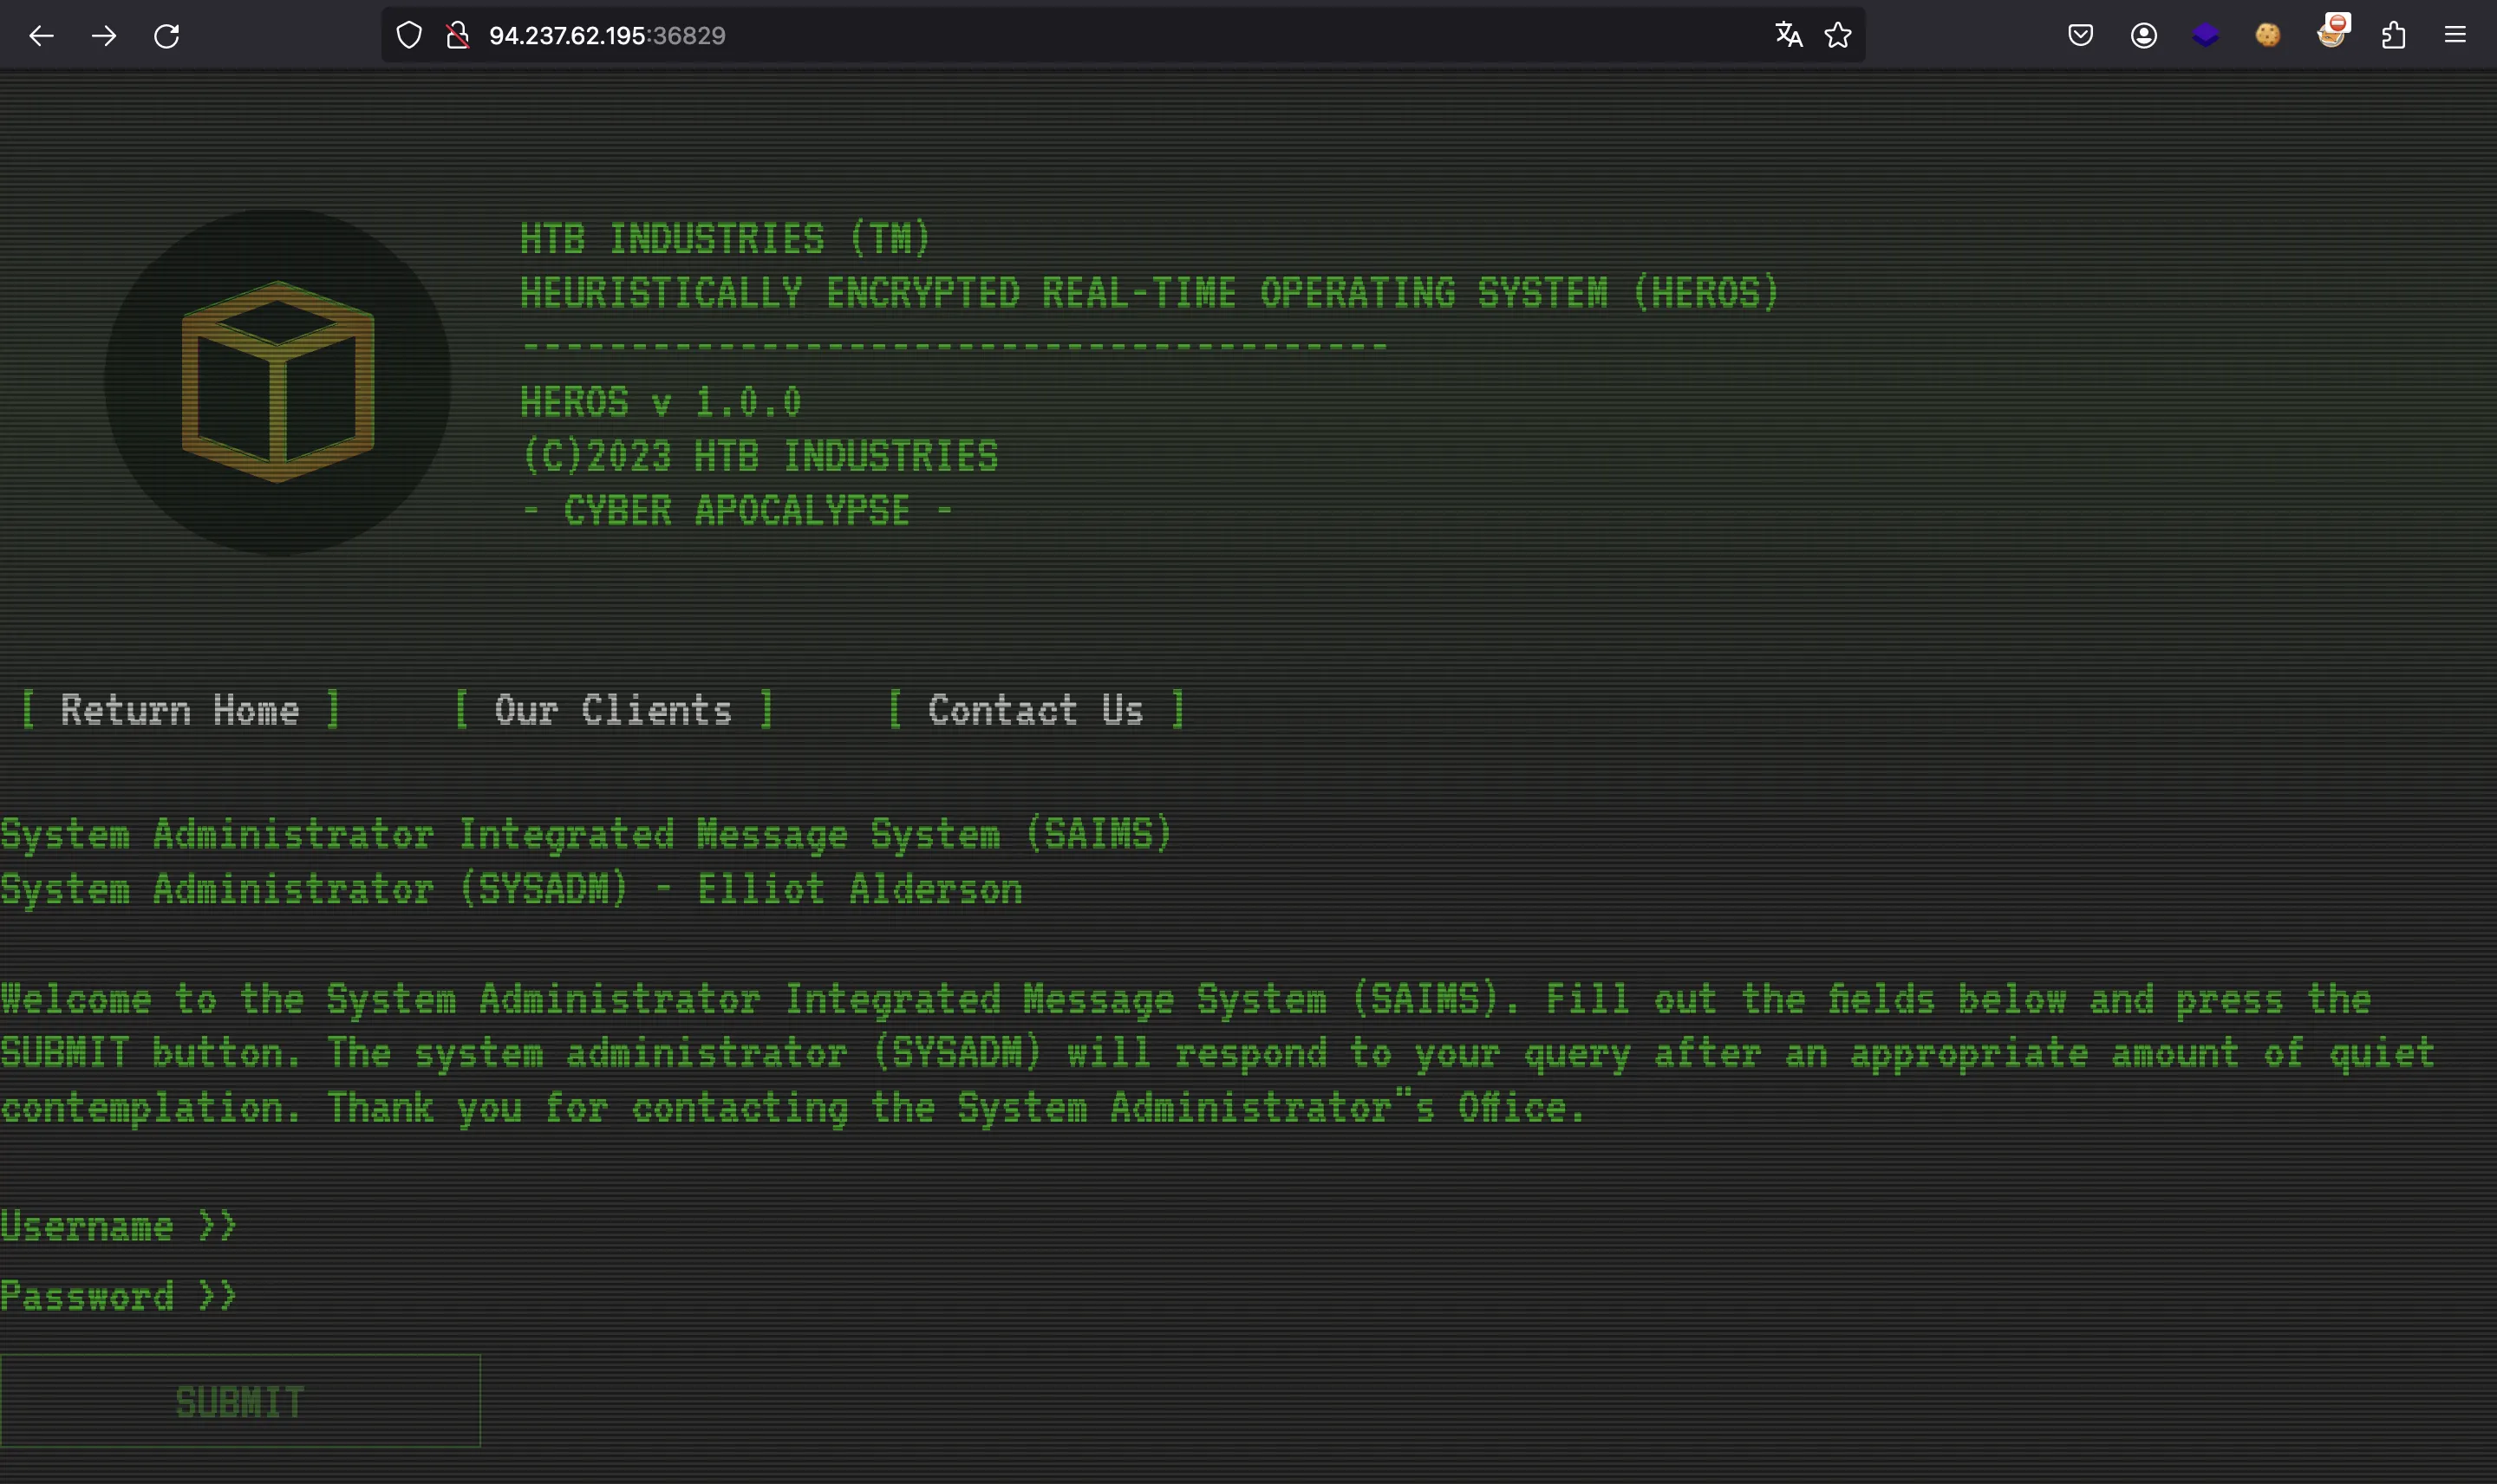 94.237.62.195:36829
HTB INDUSTRIES (TM)
HEURISTICALLY ENCRYPTED REAL-TIME OPERATING SYSTEM (HEROS)
----------------------------------------
HEROS v 1.0.0
(C)2023 HTB INDUSTRIES
- CYBER APOCALYPSE -
[ Return Home ] [ Our Clients ] [ Contact Us ]
System Administrator Integrated Message System (SAIMS)
System Administrator (SYSADM) - Elliot Alderson
Welcome to the System Administrator Integrated Message System (SAIMS). Fill out the fields below and press the
SUBMIT button. The system administrator (SYSADM) will respond to your query after an appropriate amount of quiet
contemplation. Thank you for contacting the System Administrator"s Office.
Username >>
Password >>
SUBMIT